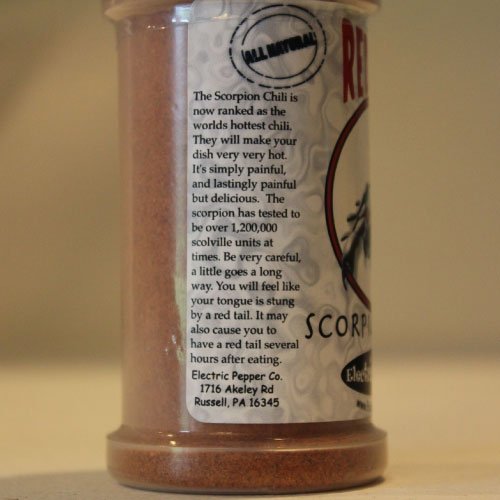 ALL NATURAL
RE
The Scorpion Chili is
now ranked as the
worlds hottest chili.
They will make your
dish very very hot.
It's simply painful,
and lastingly painful
but delicious. The
scorpion has tested to
be over 1,200,000
scolville units at
times. Be very careful,
a little goes a long
way. You will feel like
your tongue is stung
by a red tail. It may
also cause you to
have a red tail several
hours after eating.
SCORP
Electric Pepper Co.
1716 Akeley Rd
Russell, PA 16345